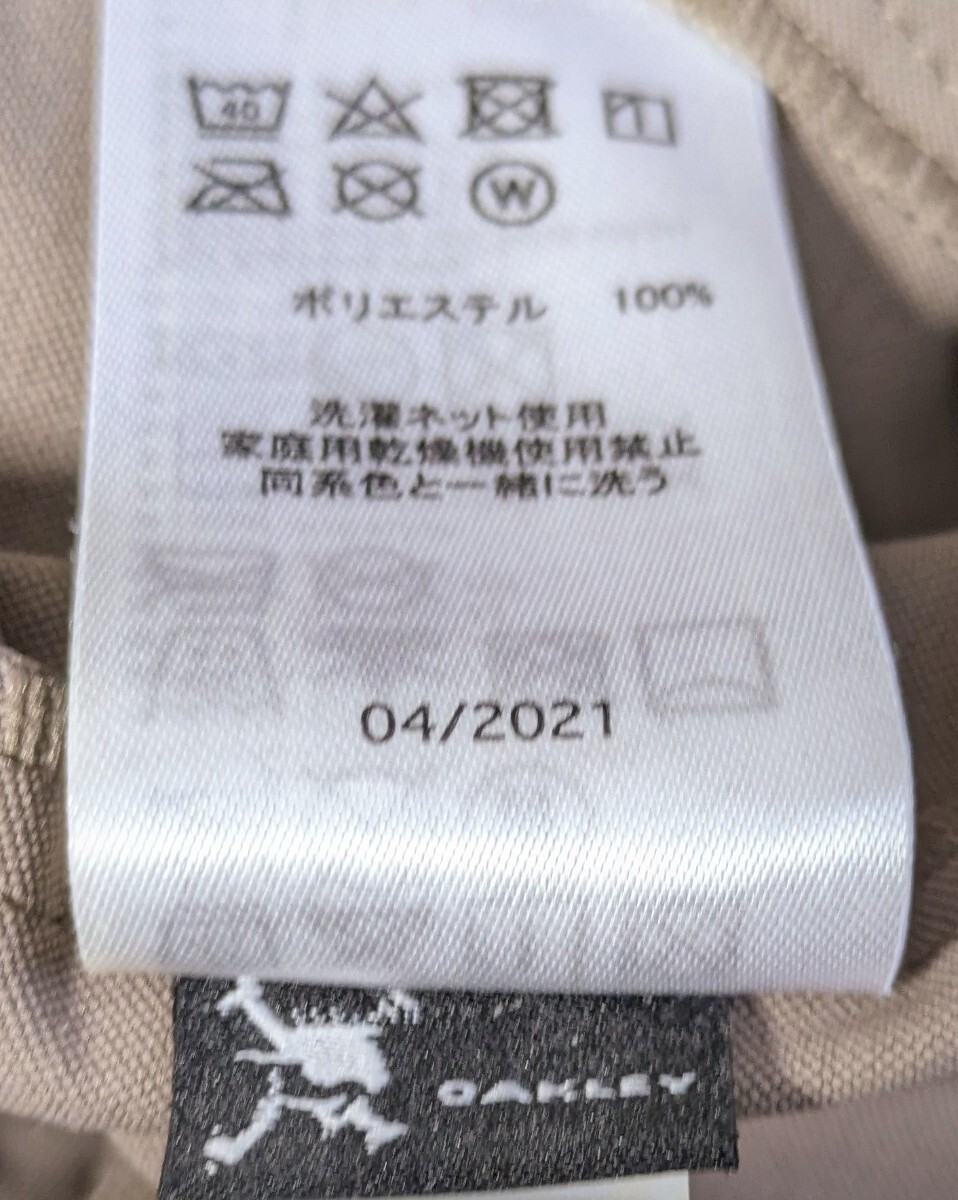 40
W
ポリエステル 100%
洗濯ネット使用
家庭用乾燥機使用禁止
同系色と一緒に洗う
04/2021
OAKLEY